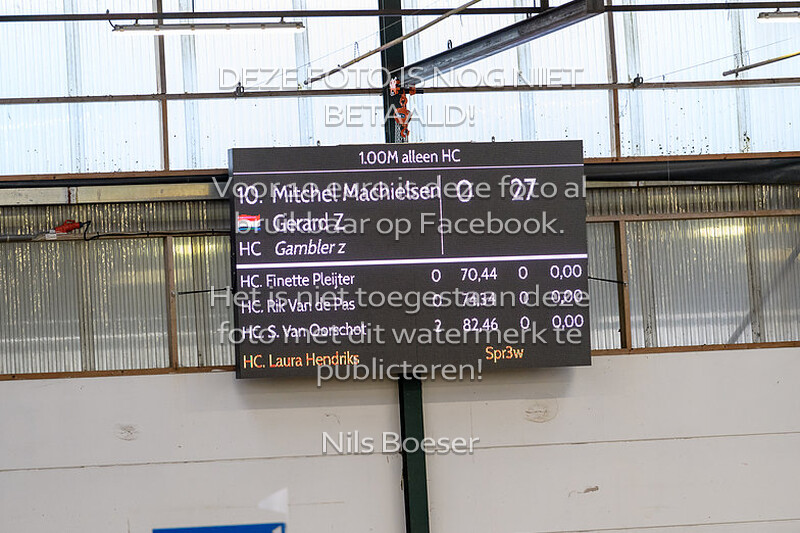 DEZE FOTO IS NOG NIET
BETAALD!
1.00M alleen HC
10. Mitchel Machielsen 0 27
Gerard Z
HC Gambler z
HC. Finette Pleijter 0 70,44 0 0,00
HC. Rik Van de Pas 0 74,34 0 0,00
HC. S. Van Oorschot 2 82,46 0 0,00
HC. Laura Hendriks Spr3w
deze foto al
op Facebook.
Het is niet toegestaan deze
foto met dit watermerk te
publiceren!
Nils Boeser